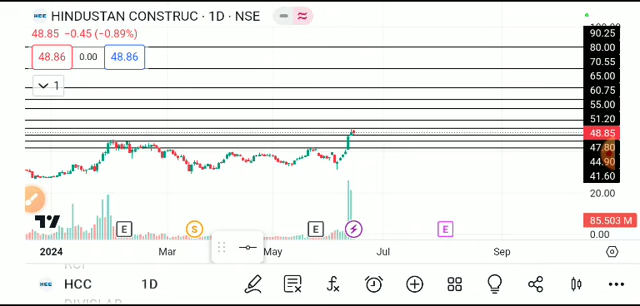 HCC HINDUSTAN CONSTRUC · 1D · NSE
48.85 −0.45 (−0.89%)
48.86 0.00 48.86
1
90.25
80.00
70.55
65.00
60.75
55.00
51.20
48.85
47.80
44.90
41.60
20.00
85.503 M
0.00
E S E E
2024 Mar May Jul Sep
HCC HCC 1D